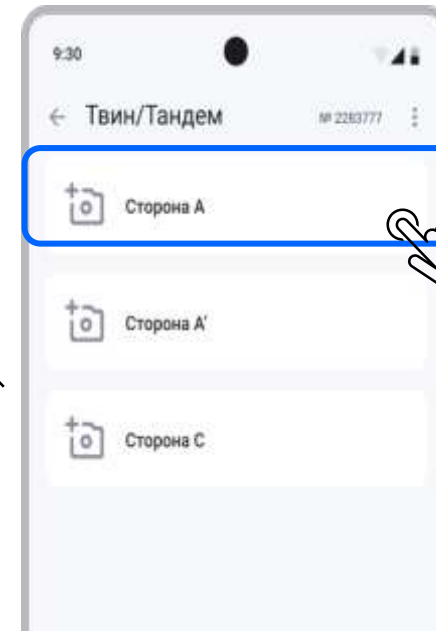 9:30
Твин/Тандем № 2283777
Сторона А
Сторона А'
Сторона С